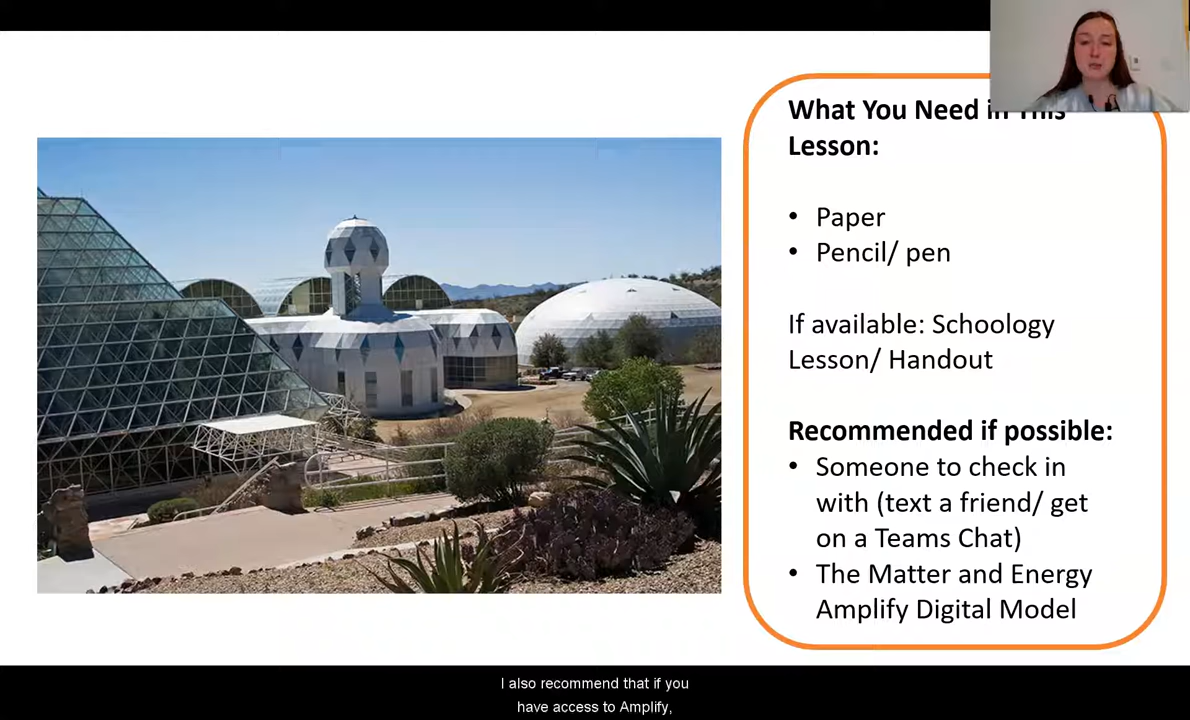 What You Need in This
Lesson:
• Paper
• Pencil/ pen
If available: Schoology
Lesson/ Handout
Recommended if possible:
• Someone to check in
with (text a friend/ get
on a Teams Chat)
• The Matter and Energy
Amplify Digital Model
I also recommend that if you
have access to Amplify,